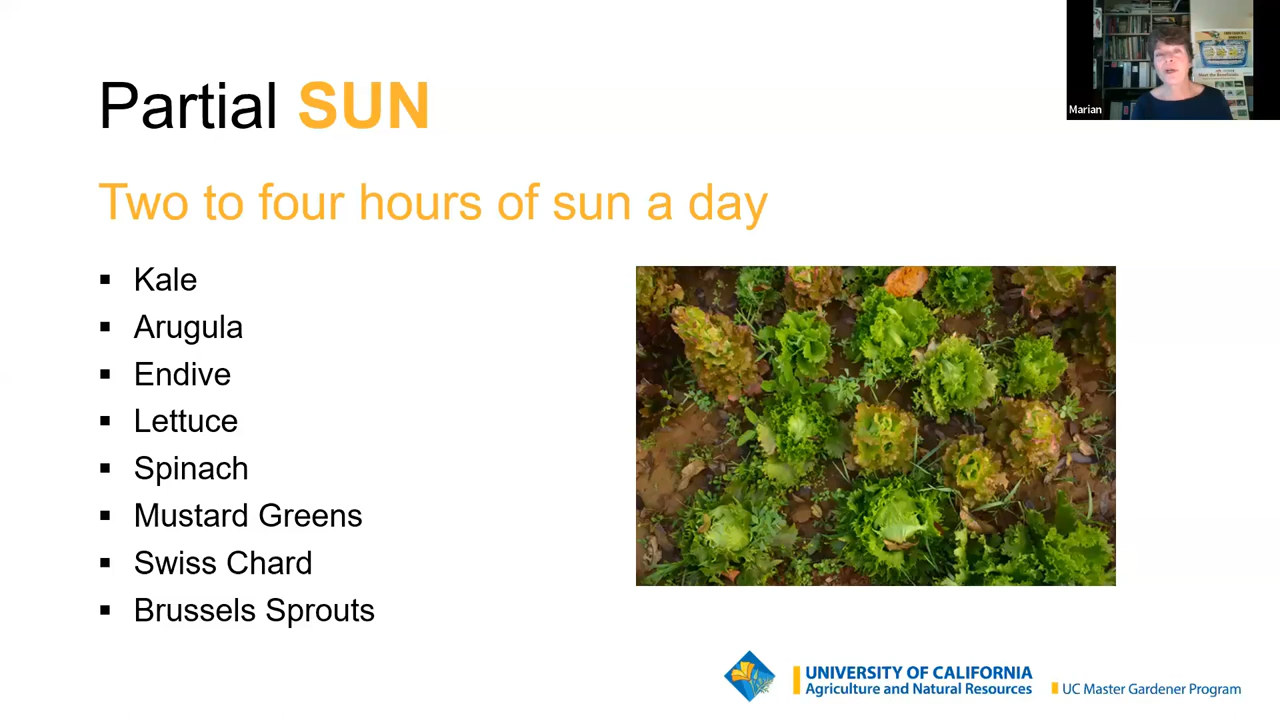 Partial SUN
Two to four hours of sun a day
▪ Kale
▪ Arugula
▪ Endive
▪ Lettuce
▪ Spinach
▪ Mustard Greens
▪ Swiss Chard
▪ Brussels Sprouts
Marian
UNIVERSITY OF CALIFORNIA
Agriculture and Natural Resources
UC Master Gardener Program